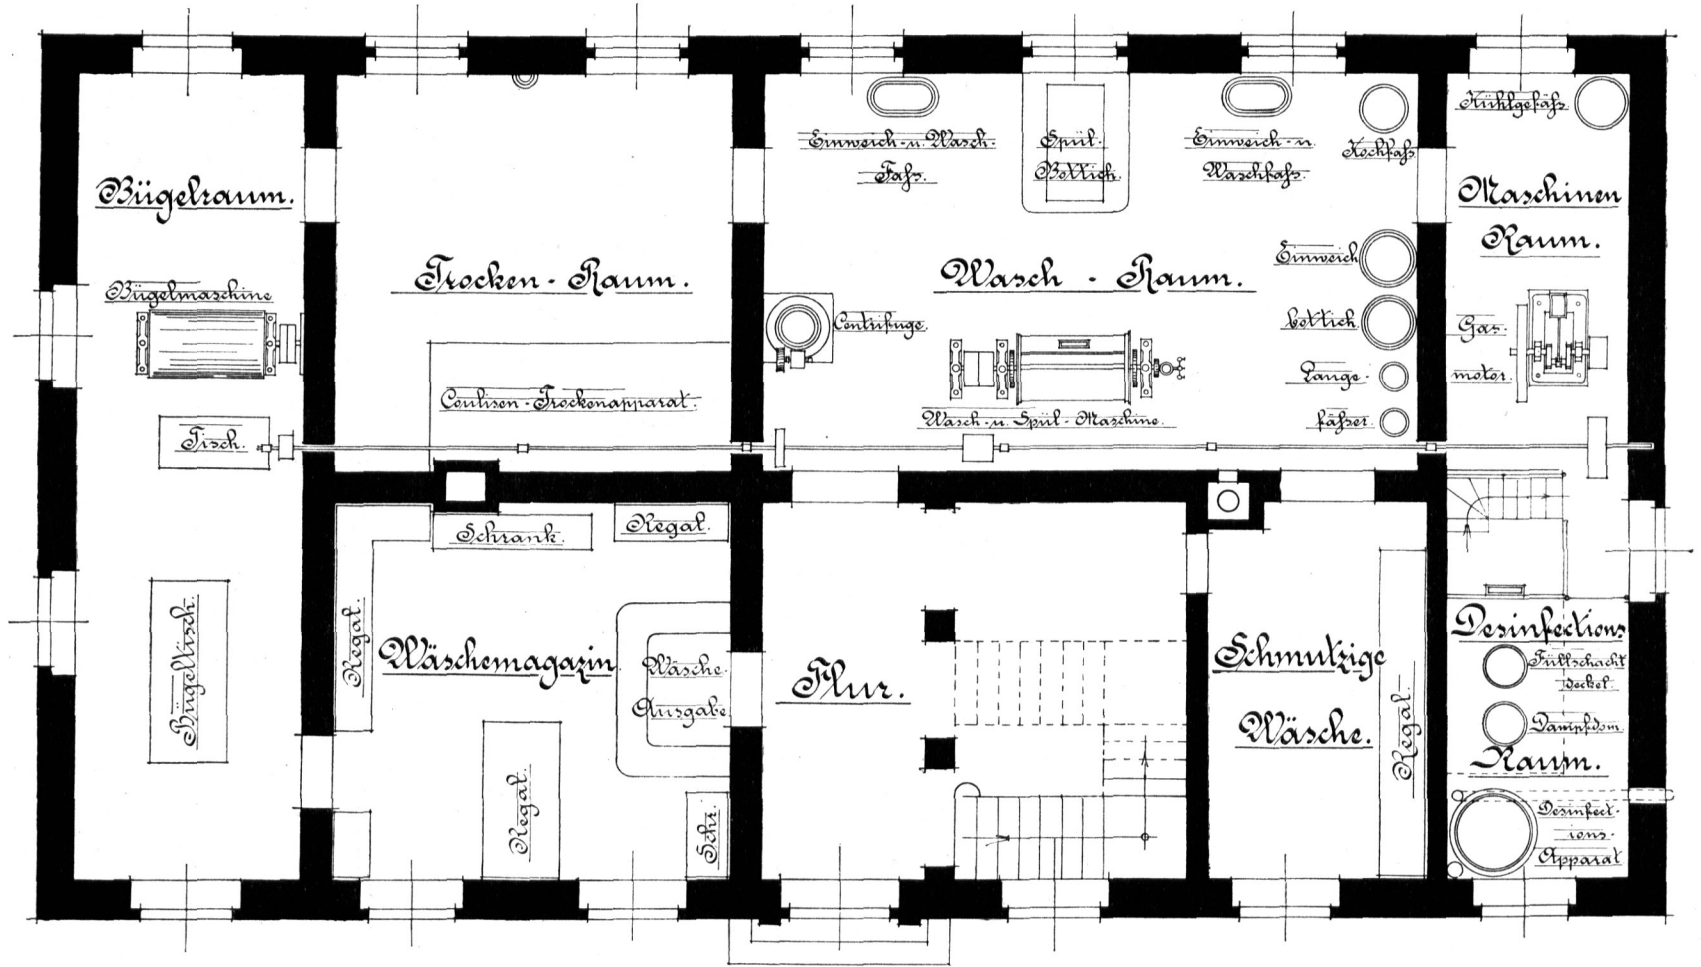 Kühlgefäß.
Einweich- u. Wasch-
Faß.
Spül-
Bottich.
Einweich- u.
Waschfaß.
Kochfaß
Bügelraum.
Maschinen
Raum.
Trocken-Raum.
Wasch-Raum.
Einweich
bottich
Bügelmaschine
Centrifuge.
Gas-
motor.
Lauge-
fässer.
Coulisen-Trockenapparat.
Wasch- u. Spül-Maschine.
Tisch.
Schrank.
Regal.
Regal.
Bügeltisch.
Wäschemagazin
Wäsche-
Ausgabe
Flur.
Schmutzige
Wäsche.
Regal.
Desinfections
Füllschacht
deckel.
Dampfdom.
Raum.
Regal.
Schr.
Desinfect-
ions-
Apparat